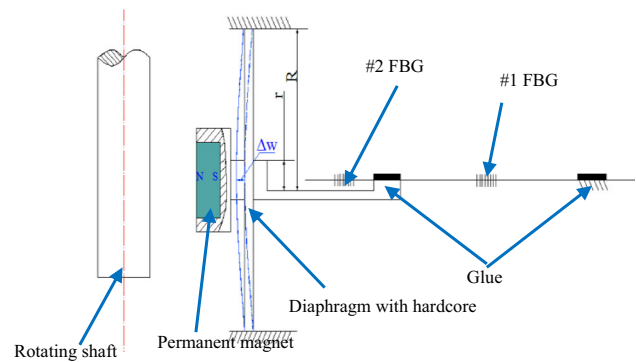 #2 FBG
#1 FBG
R
r
Δw
N S
Glue
Diaphragm with hardcore
Permanent magnet
Rotating shaft